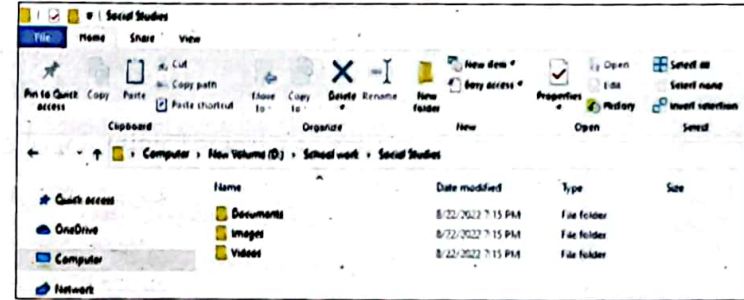 Social Studies
File Home Share View
Pin to Quick access
Copy
Paste
Cut
Copy path
Paste shortcut
Clipboard
Move to
Copy to
Delete
Rename
Organize
New folder
New item
Easy access
New
Properties
Open
Edit
History
Open
Select all
Select none
Invert selection
Select
Computer New Volume (D:) School work Social Studies
Name Date modified Type Size
Quick access
OneDrive
Computer
Network
Documents 8/22/2022 7:15 PM File folder
Images 8/22/2022 7:15 PM File folder
Videos 8/22/2022 7:15 PM File folder